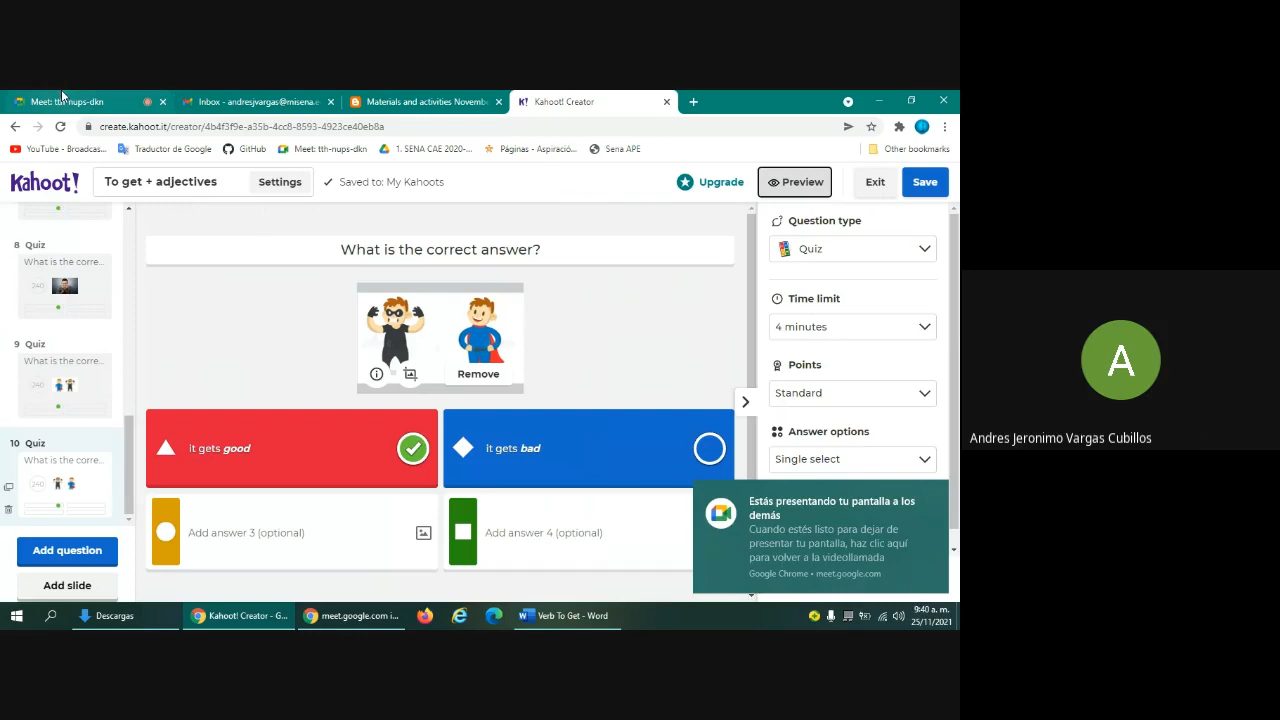 Meet: tth-nups-dkn
Inbox - andresjvargas@misena.e
Materials and activities Novemb
Kahoot! Creator
create.kahoot.it/creator/4b4f3f9e-a35b-4cc8-8593-4923ce40eb8a
YouTube - Broadcas...
Traductor de Google
GitHub
Meet: tth-nups-dkn
1. SENA CAE 2020-...
Páginas - Aspiració...
Sena APE
Other bookmarks
Kahoot!
To get + adjectives
Settings
Saved to: My Kahoots
Upgrade
Preview
Exit
Save
8 Quiz
What is the corre...
240
9 Quiz
What is the corre...
240
10 Quiz
What is the corre...
240
Add question
Add slide
What is the correct answer?
Remove
it gets good
it gets bad
Add answer 3 (optional)
Add answer 4 (optional)
Question type
Quiz
Time limit
4 minutes
Points
Standard
Answer options
Single select
Estás presentando tu pantalla a los
demás
Cuando estés listo para dejar de
presentar tu pantalla, haz clic aquí
para volver a la videollamada
Google Chrome • meet.google.com
Descargas
Kahoot! Creator - G...
meet.google.com i...
Verb To Get - Word
9:40 a. m.
25/11/2021
A
Andres Jeronimo Vargas Cubillos